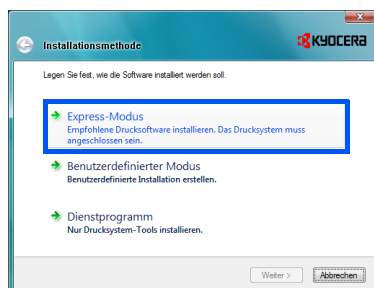 Installationsmethode
KYOCERA
Legen Sie fest, wie die Software installiert werden soll.
Express-Modus
Empfohlene Drucksoftware installieren. Das Drucksystem muss
angeschlossen sein.
Benutzerdefinierter Modus
Benutzerdefinierte Installation erstellen.
Dienstprogramm
Nur Drucksystem-Tools installieren.
Weiter >
Abbrechen